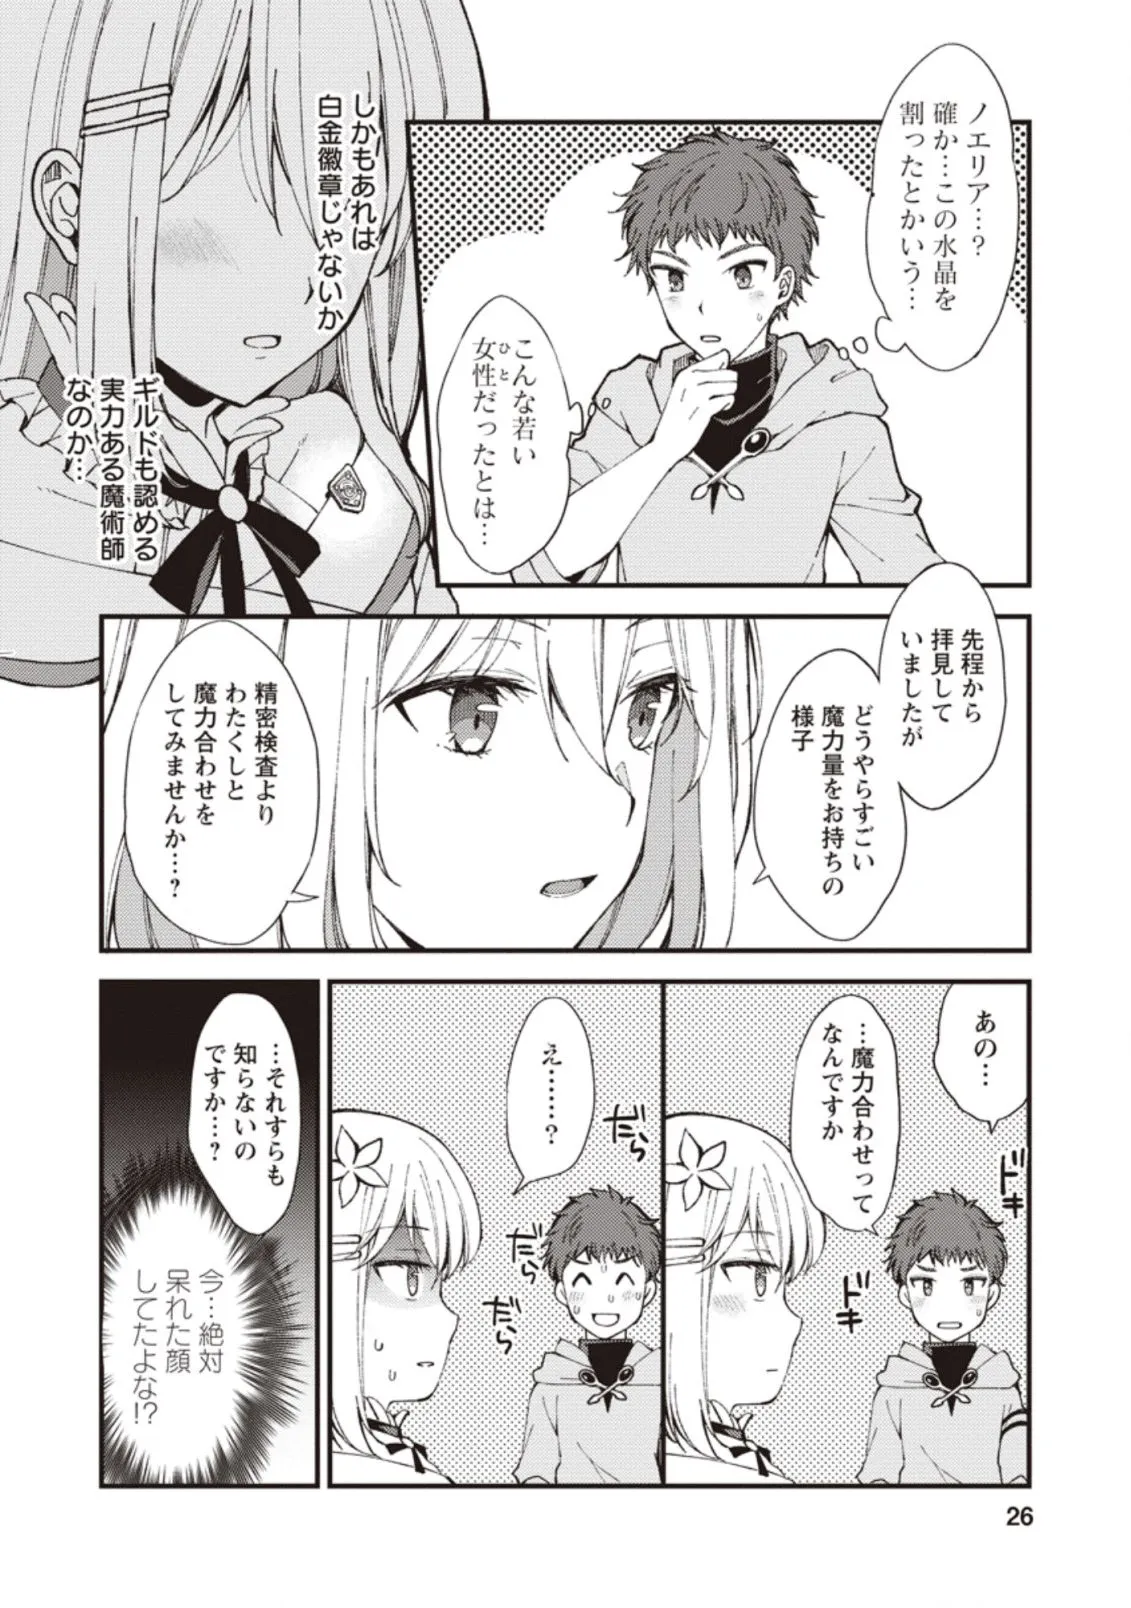 ノエリア…?
確か…この水晶を
割ったとかいう…
こんな若い
女性だったとは…
ひと
しかもあれは
白金徽章じゃないか
ギルドも認める
実力ある魔術師
なのか…
先程から
拝見して
いましたが
どうやらすごい
魔力量をお持ちの
様子
精密検査より
わたくしと
魔力合わせを
してみませんか…?
あの…
…魔力合わせって
なんですか
ドキ
ドキ
え………?
だら
だら
だら
…それすらも
知らないの
ですか…?
今…絶対
呆れた顔
してたよな!?
26